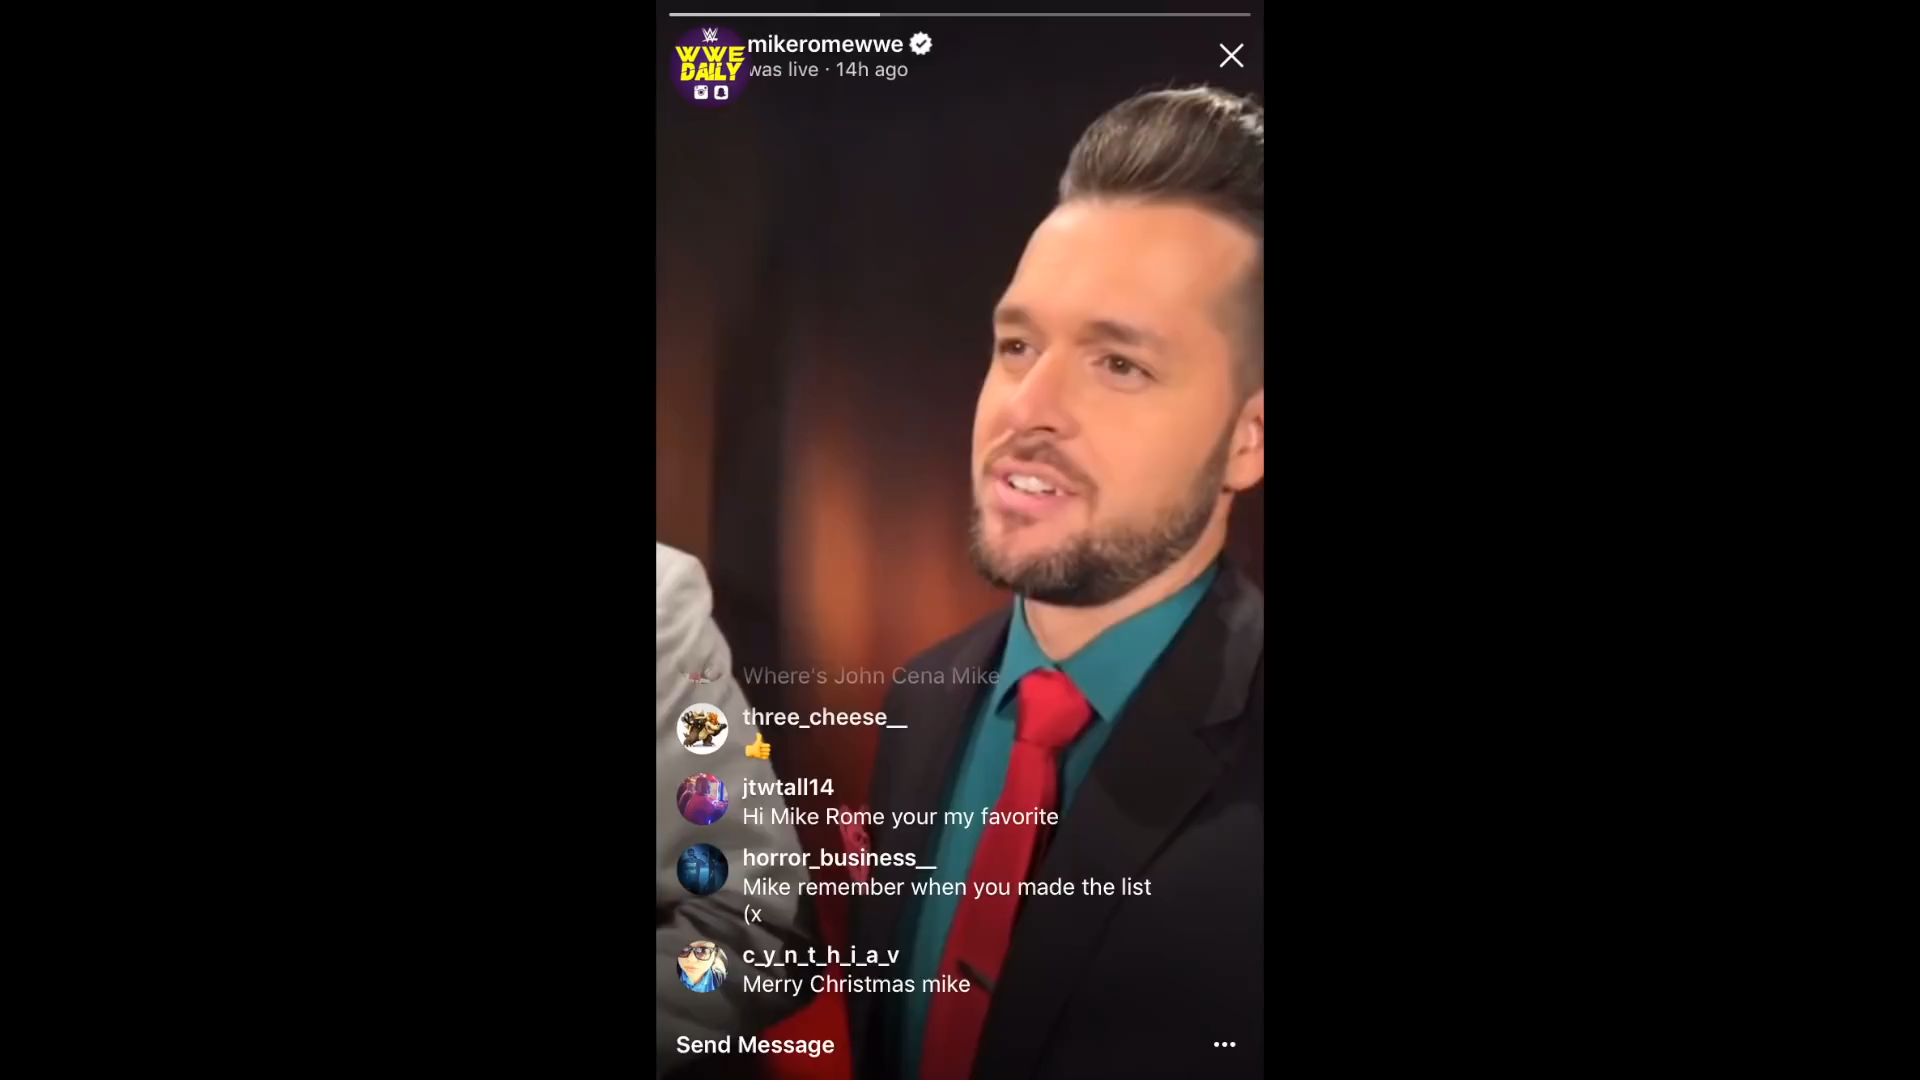 W
WWE
DAILY
mikeromewwe
was live · 14h ago
Where's John Cena Mike
three_cheese__
👍
jtwtall14
Hi Mike Rome your my favorite
horror_business__
Mike remember when you made the list
(x
c_y_n_t_h_i_a_v
Merry Christmas mike
Send Message